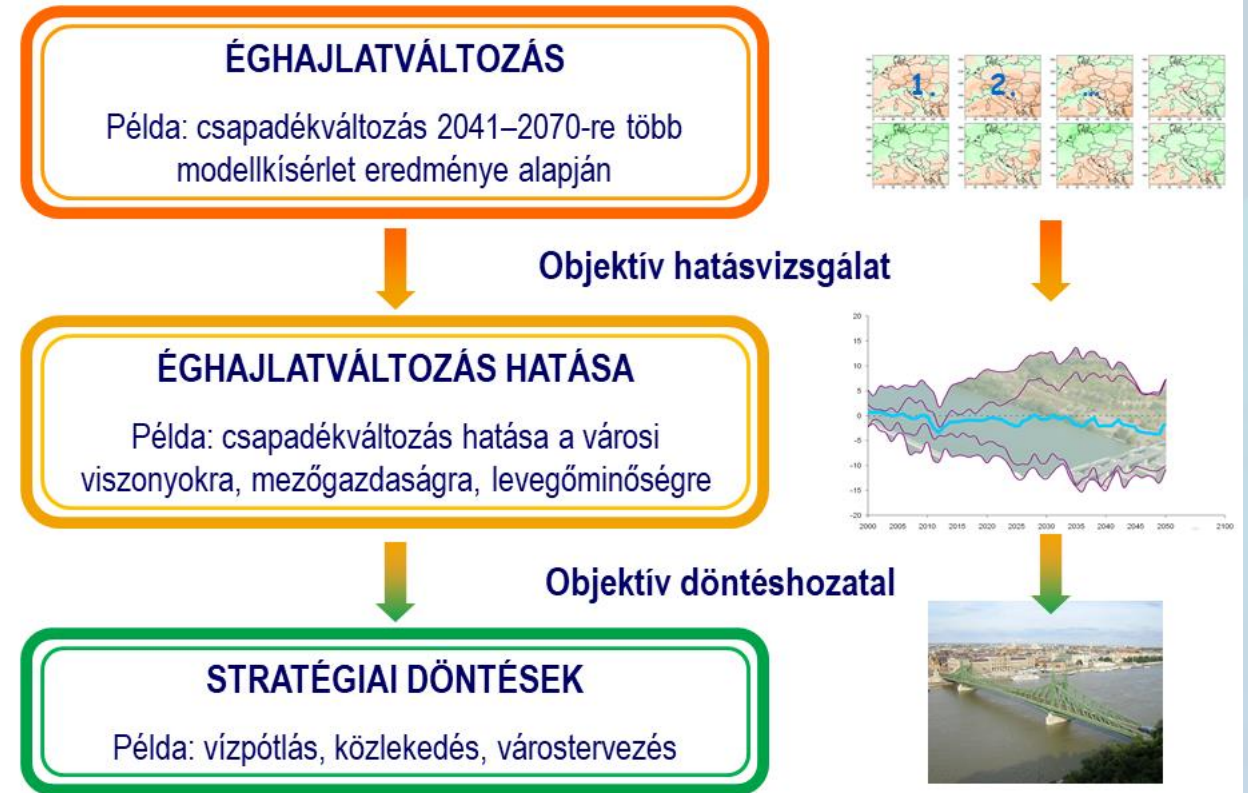 ÉGHAJLATVÁLTOZÁS
Példa: csapadékváltozás 2041–2070-re több
modellkísérlet eredménye alapján
1.
2.
...
Objektív hatásvizsgálat
ÉGHAJLATVÁLTOZÁS HATÁSA
Példa: csapadékváltozás hatása a városi
viszonyokra, mezőgazdaságra, levegőminőségre
20
15
10
5
0
-5
-10
-15
-20
2000 2005 2010 2015 2020 2025 2030 2035 2040 2045 2050 2100
Objektív döntéshozatal
STRATÉGIAI DÖNTÉSEK
Példa: vízpótlás, közlekedés, várostervezés